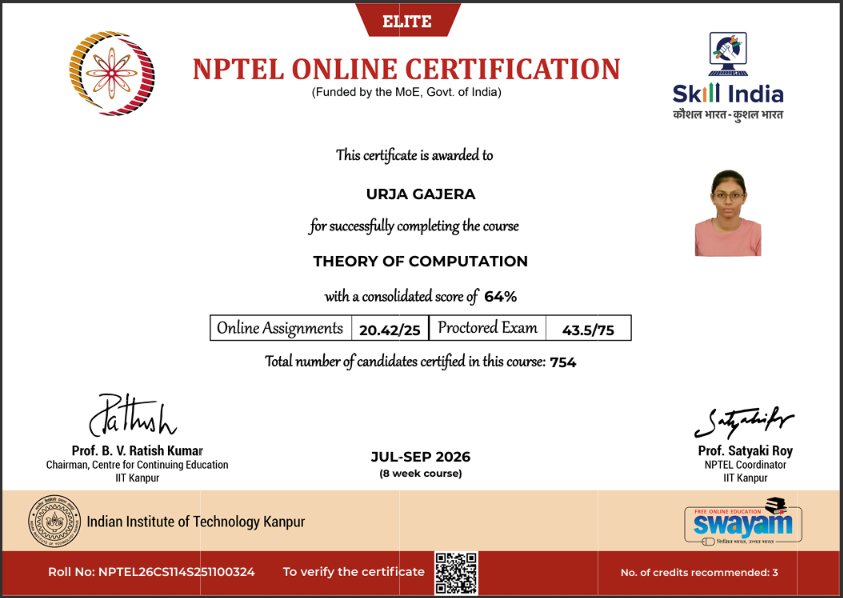 ELITE
NPTEL ONLINE CERTIFICATION
(Funded by the MoE, Govt. of India)
Skill India
कौशल भारत - कुशल भारत
This certificate is awarded to
URJA GAJERA
for successfully completing the course
THEORY OF COMPUTATION
with a consolidated score of 64%
Online Assignments 20.42/25 Proctored Exam 43.5/75
Total number of candidates certified in this course: 754
Prof. B. V. Ratish Kumar
Chairman, Centre for Continuing Education
IIT Kanpur
JUL-SEP 2026
(8 week course)
Prof. Satyaki Roy
NPTEL Coordinator
IIT Kanpur
Indian Institute of Technology Kanpur
FREE ONLINE EDUCATION
swayam
शिक्षित भारत, उन्नत भारत
Roll No: NPTEL26CS114S251100324
To verify the certificate
No. of credits recommended: 3